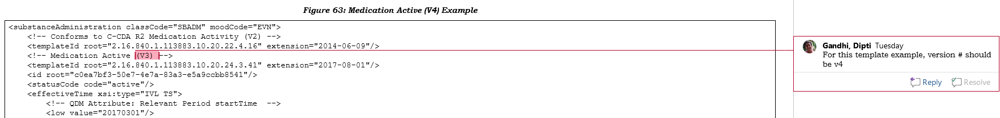 Figure 63: Medication Active (V4) Example
<substanceAdministration classCode="SBADM" moodCode="EVN">
<!-- Conforms to C-CDA R2 Medication Activity (V2) -->
<templateId root="2.16.840.1.113883.10.20.22.4.16" extension="2014-06-09"/>
<!-- Medication Active (V3) -->
<templateId root="2.16.840.1.113883.10.20.24.3.41" extension="2017-08-01"/>
<id root="c0ea7bf3-50e7-4e7a-83a3-e5a9ccbb8541"/>
<statusCode code="active"/>
<effectiveTime xsi:type="IVL TS">
<!-- QDM Attribute: Relevant Period startTime -->
<low value="20170301"/>
Gandhi, Dipti Tuesday
For this template example, version # should
be v4
Reply Resolve